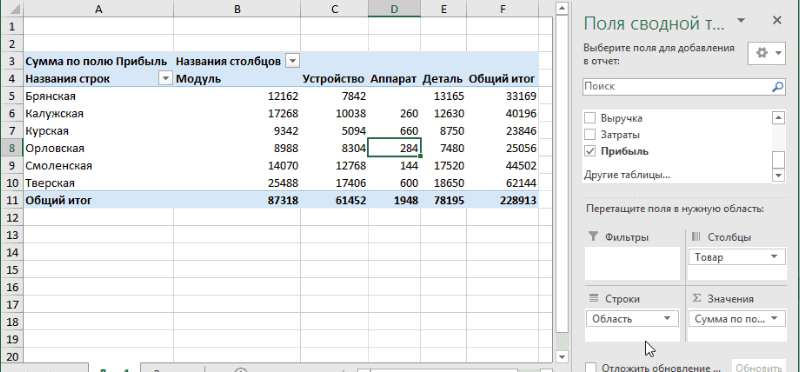 A B C D E F
1
2
3 Сумма по полю Прибыль Названия столбцов
4 Названия строк Модуль Устройство Аппарат Деталь Общий итог
5 Брянская 12162 7842 13165 33169
6 Калужская 17268 10038 260 12630 40196
7 Курская 9342 5094 660 8750 23846
8 Орловская 8988 8304 284 7480 25056
9 Смоленская 14070 12768 144 17520 44502
10 Тверская 25488 17406 600 18650 62144
11 Общий итог 87318 61452 1948 78195 228913
12
13
14
15
16
17
18
19
20
Поля сводной т...
Выберите поля для добавления
в отчет:
Поиск
Выручка
Затраты
Прибыль
Другие таблицы...
Перетащите поля в нужную область:
Фильтры
Столбцы
Товар
Строки
Область
Σ Значения
Сумма по по...
Отложить обновление ...
Обновить